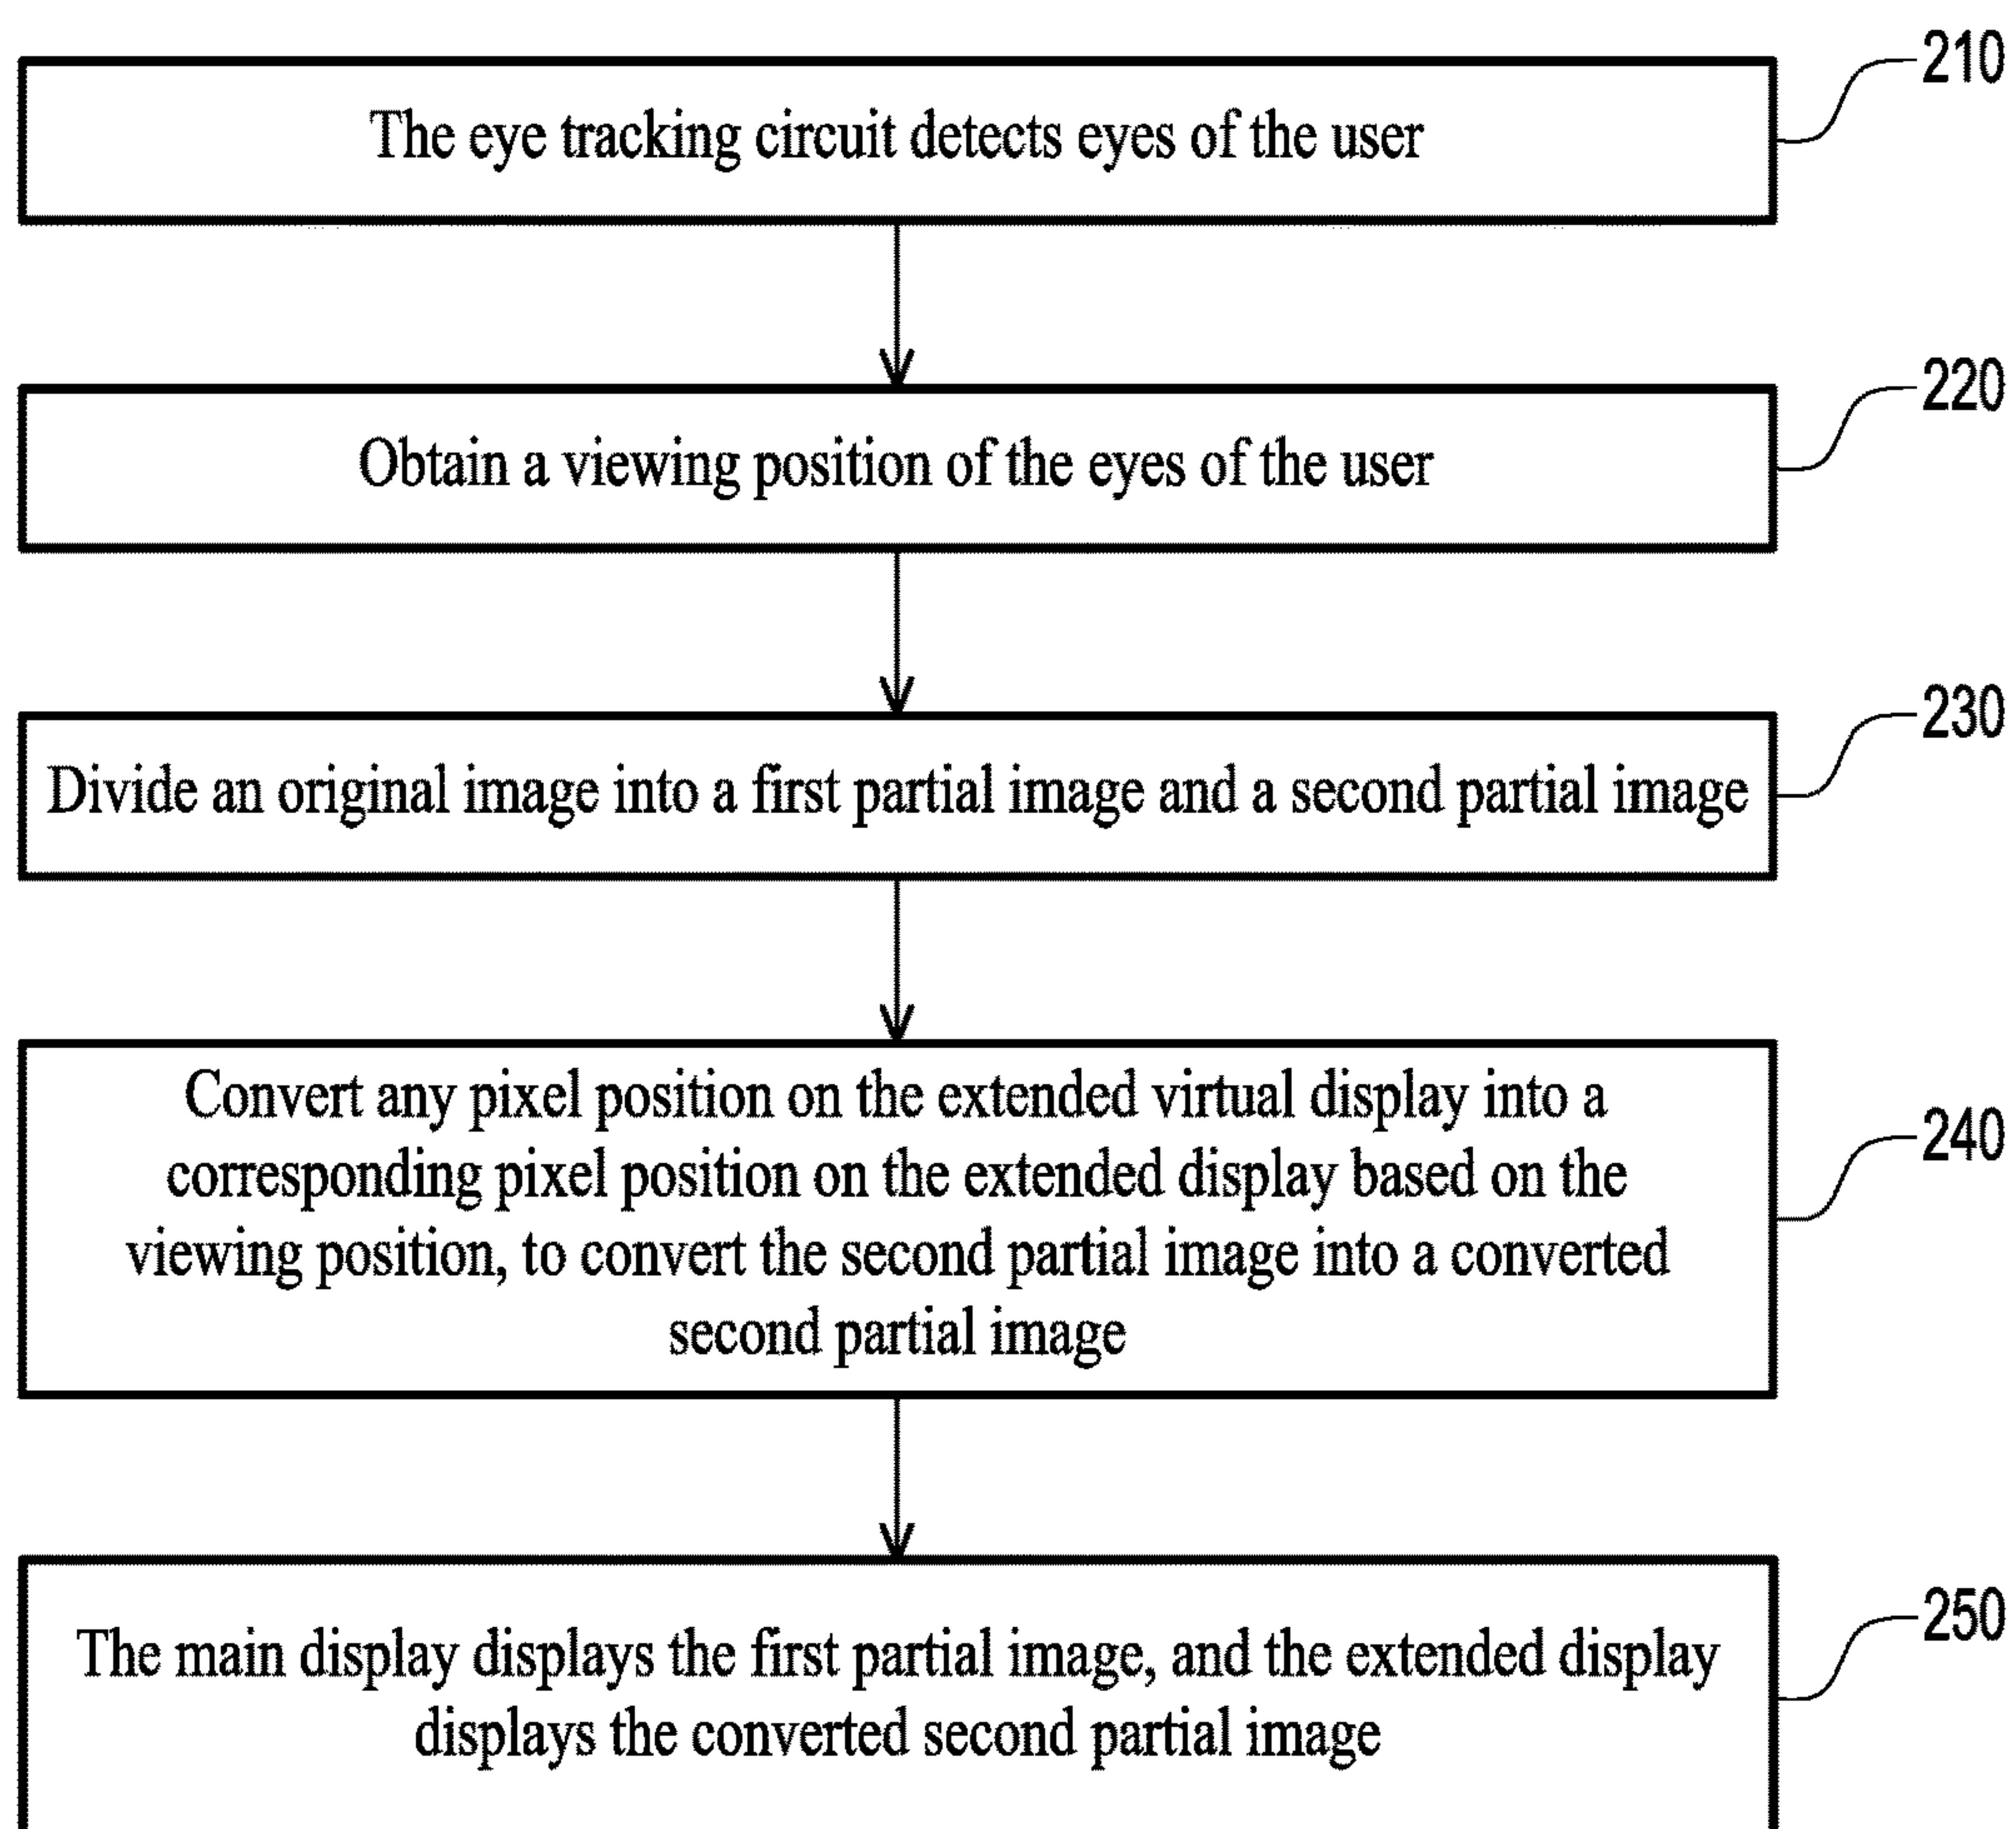 210
The eye tracking circuit detects eyes of the user
220
Obtain a viewing position of the eyes of the user
230
Divide an original image into a first partial image and a second partial image
Convert any pixel position on the extended virtual display into a
240
corresponding pixel position on the extended display based on the
viewing position, to convert the second partial image into a converted
second partial image
250
The main display displays the first partial image, and the extended display
displays the converted second partial image